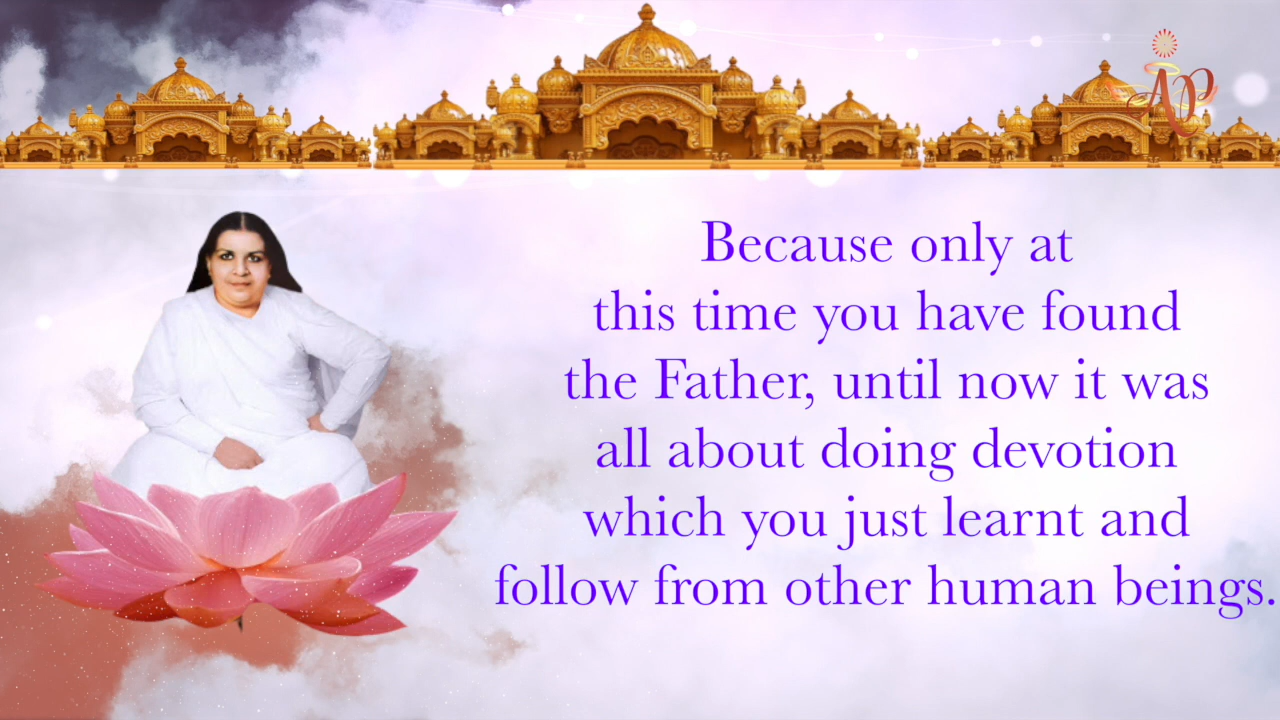 AP
Because only at
this time you have found
the Father, until now it was
all about doing devotion
which you just learnt and
follow from other human beings.